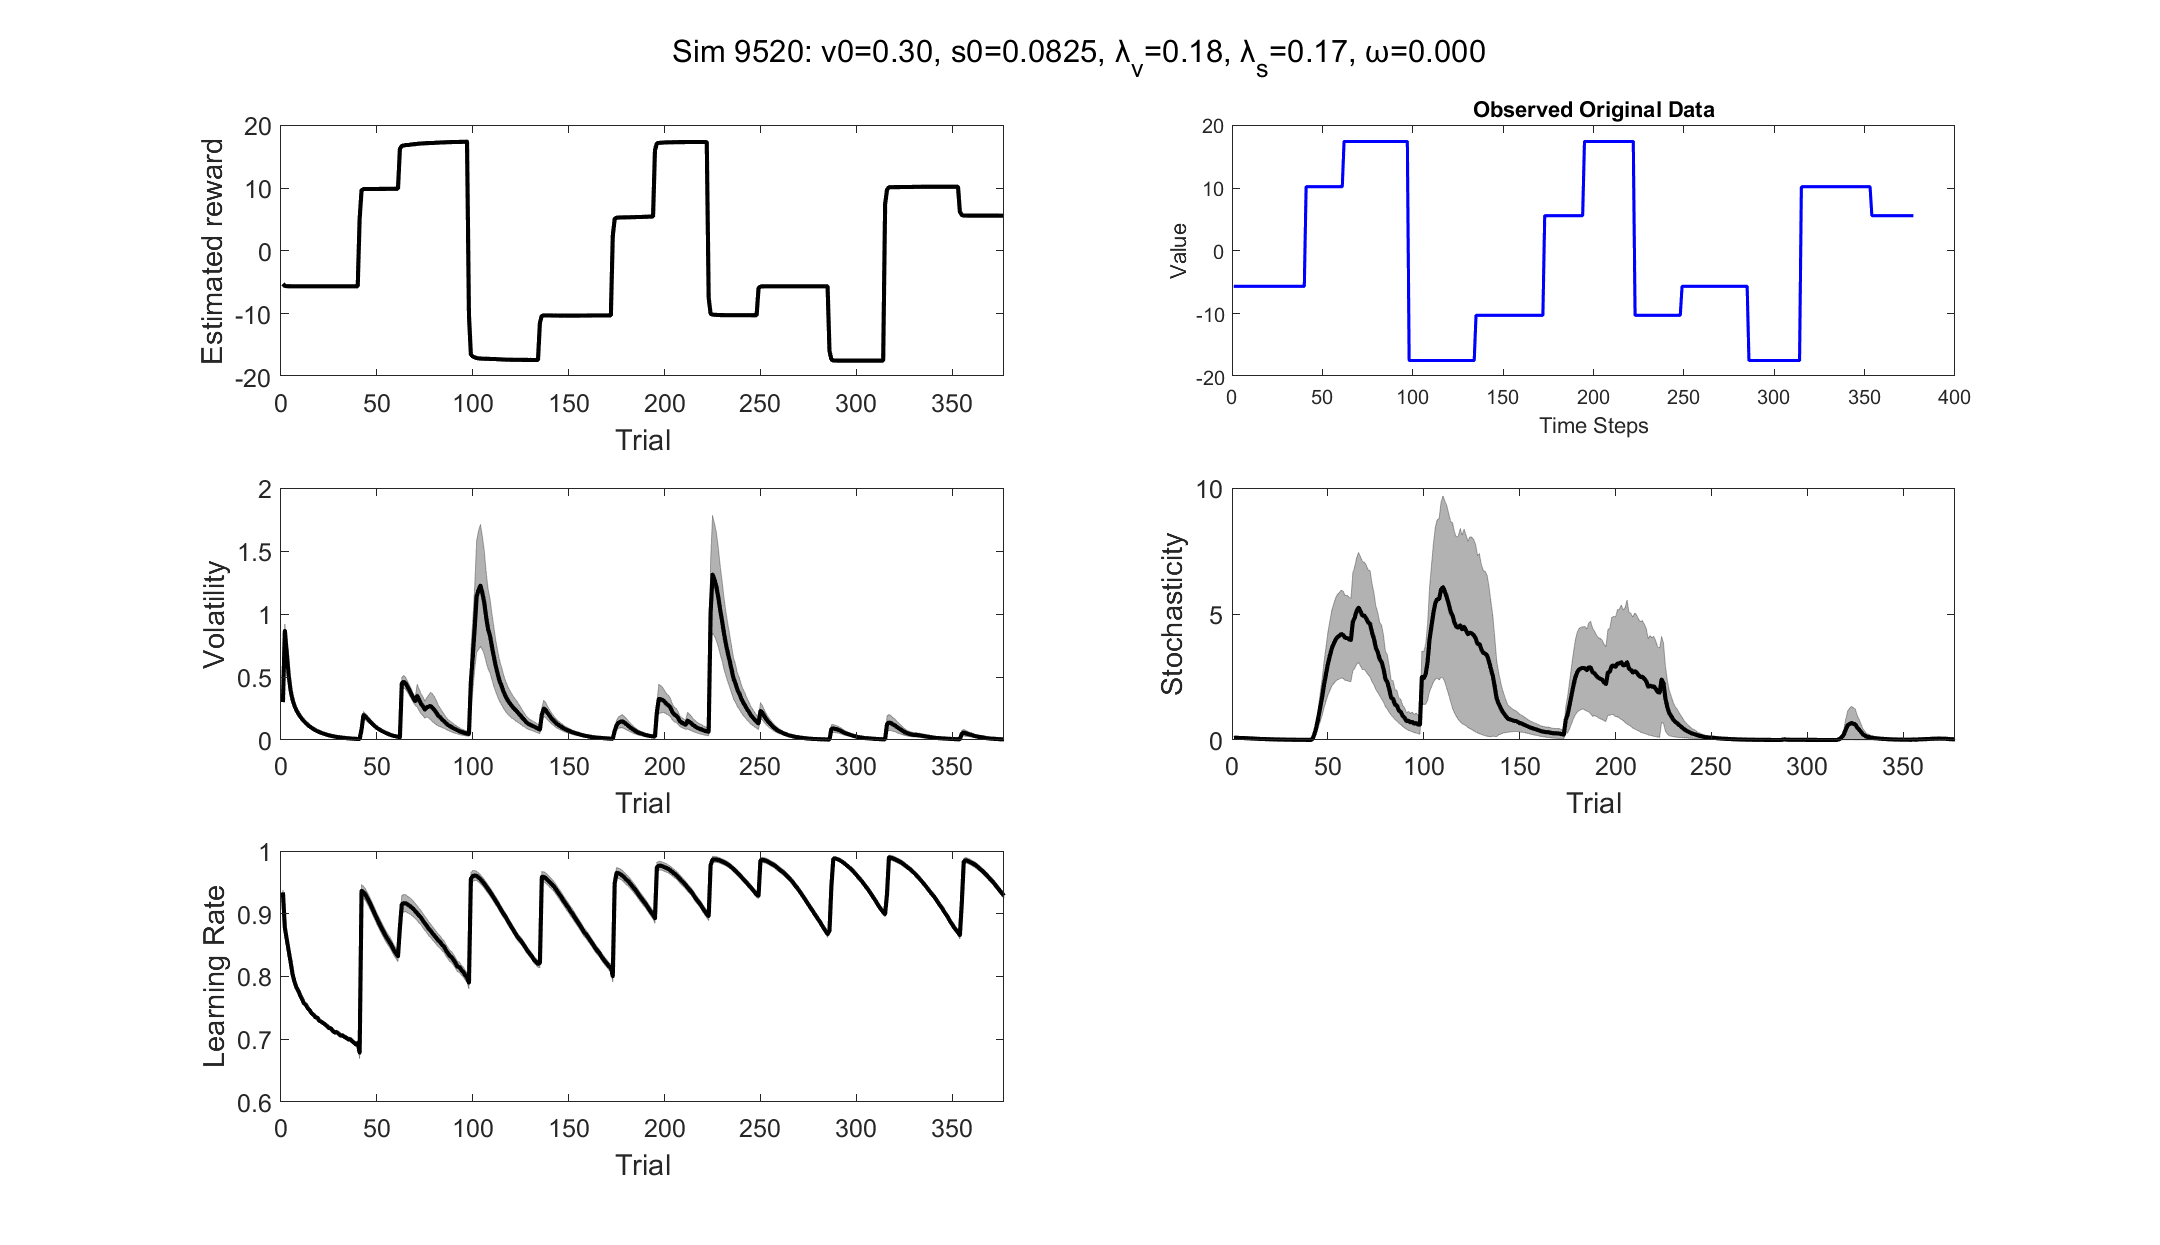 Sim 9520: v0=0.30, s0=0.0825, λ_v=0.18, λ_s=0.17, ω=0.000
20
10
0
-10
-20
Estimated reward
0 50 100 150 200 250 300 350
Trial
Observed Original Data
20
10
0
-10
-20
Value
0 50 100 150 200 250 300 350 400
Time Steps
2
1.5
1
0.5
0
Volatility
0 50 100 150 200 250 300 350
Trial
10
5
0
Stochasticity
0 50 100 150 200 250 300 350
Trial
1
0.9
0.8
0.7
0.6
Learning Rate
0 50 100 150 200 250 300 350
Trial